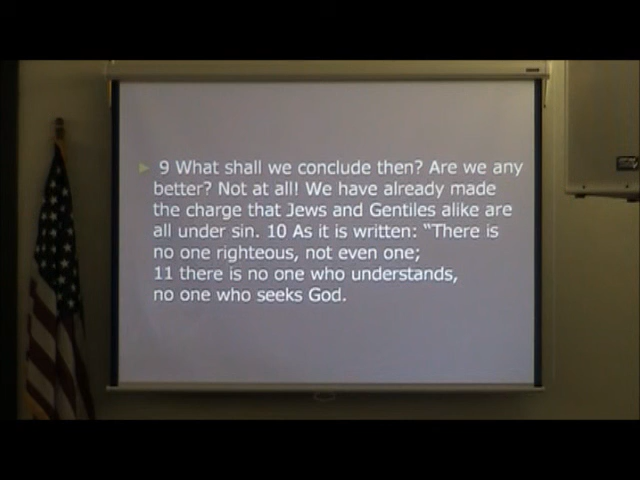 9 What shall we conclude then? Are we any
better? Not at all! We have already made
the charge that Jews and Gentiles alike are
all under sin. 10 As it is written: “There is
no one righteous, not even one;
11 there is no one who understands,
no one who seeks God.